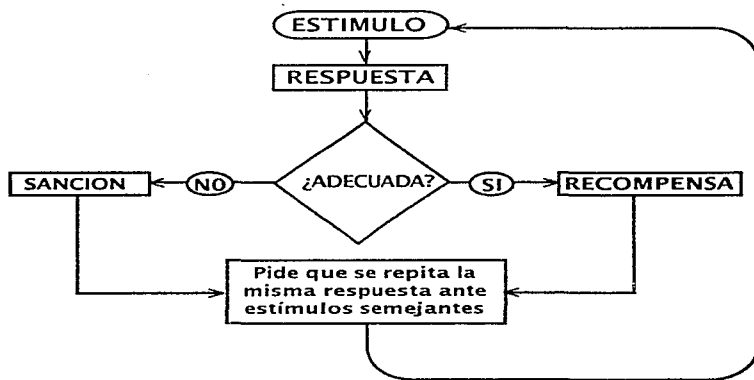 ESTIMULO
RESPUESTA
¿ADECUADA?
SANCION
NO
SI
RECOMPENSA
Pide que se repita la
misma respuesta ante
estímulos semejantes